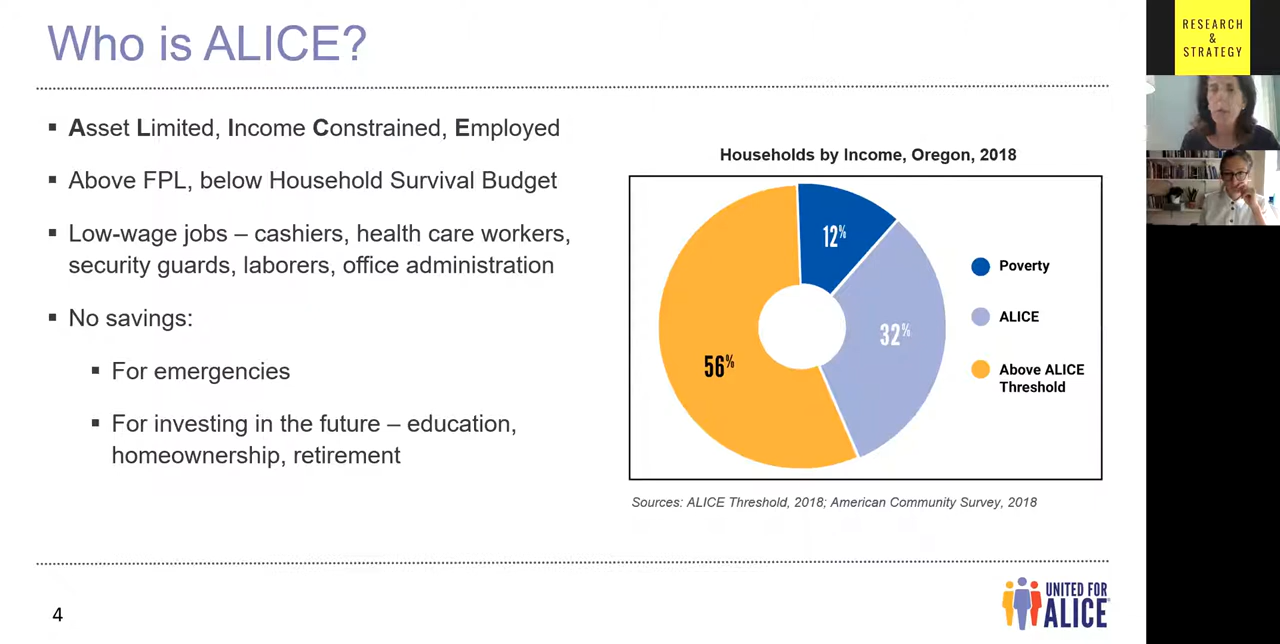 Who is ALICE?
RESEARCH
&
STRATEGY
▪ Asset Limited, Income Constrained, Employed
▪ Above FPL, below Household Survival Budget
▪ Low-wage jobs – cashiers, health care workers,
security guards, laborers, office administration
▪ No savings:
▪ For emergencies
▪ For investing in the future – education,
homeownership, retirement
Households by Income, Oregon, 2018
12%
32%
56%
Poverty
ALICE
Above ALICE
Threshold
Sources: ALICE Threshold, 2018; American Community Survey, 2018
4
UNITED FOR
ALICE®